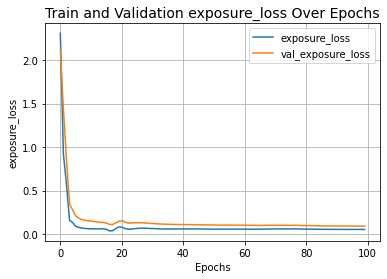 Train and Validation exposure_loss Over Epochs
exposure_loss
val_exposure_loss
exposure_loss
2.0
1.5
1.0
0.5
0.0
0
20
40
60
80
100
Epochs